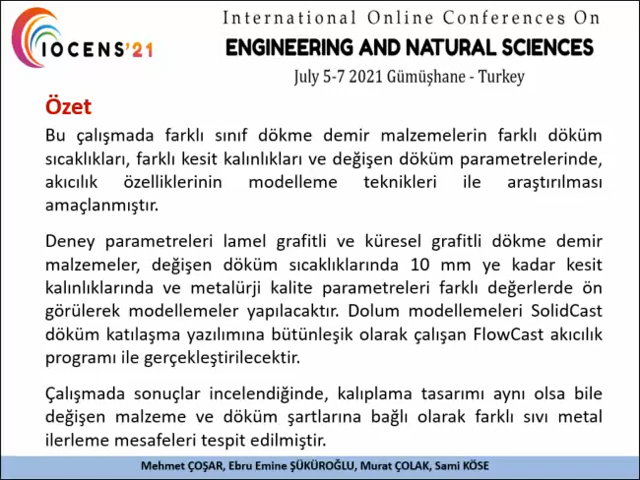 International Online Conferences On
IOCENS'21
ENGINEERING AND NATURAL SCIENCES
July 5-7 2021 Gümüşhane - Turkey
Özet
Bu çalışmada farklı sınıf dökme demir malzemelerin farklı döküm
sıcaklıkları, farklı kesit kalınlıkları ve değişen döküm parametrelerinde,
akıcılık özelliklerinin modelleme teknikleri ile araştırılması
amaçlanmıştır.
Deney parametreleri lamel grafitli ve küresel grafitli dökme demir
malzemeler, değişen döküm sıcaklıklarında 10 mm ye kadar kesit
kalınlıklarında ve metalürji kalite parametreleri farklı değerlerde ön
görülerek modellemeler yapılacaktır. Dolum modellemeleri SolidCast
döküm katılaşma yazılımına bütünleşik olarak çalışan FlowCast akıcılık
programı ile gerçekleştirilecektir.
Çalışmada sonuçlar incelendiğinde, kalıplama tasarımı aynı olsa bile
değişen malzeme ve döküm şartlarına bağlı olarak farklı sıvı metal
ilerleme mesafeleri tespit edilmiştir.
Mehmet ÇOŞAR, Ebru Emine ŞÜKÜROĞLU, Murat ÇOLAK, Sami KÖSE